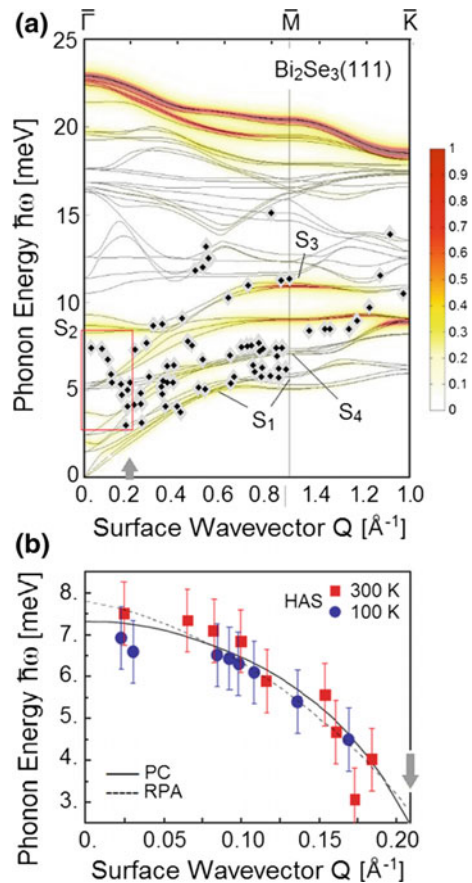 Γ̅ M̅ K̅
(a)
Bi₂Se₃(111)
25
20
15
10
5
0
S₂
S₃
S₄
S₁
Phonon Energy ħω [meV]
0. 0.2 0.4 0.6 0.8 1.4 1.2 1.0
Surface Wavevector Q [Å⁻¹]
1
0.9
0.8
0.7
0.6
0.5
0.4
0.3
0.2
0.1
0
(b)
8.
7.
6.
5.
4.
3.
Phonon Energy ħω [meV]
HAS
300 K
100 K
PC
RPA
0. 0.05 0.10 0.15 0.20
Surface Wavevector Q [Å⁻¹]